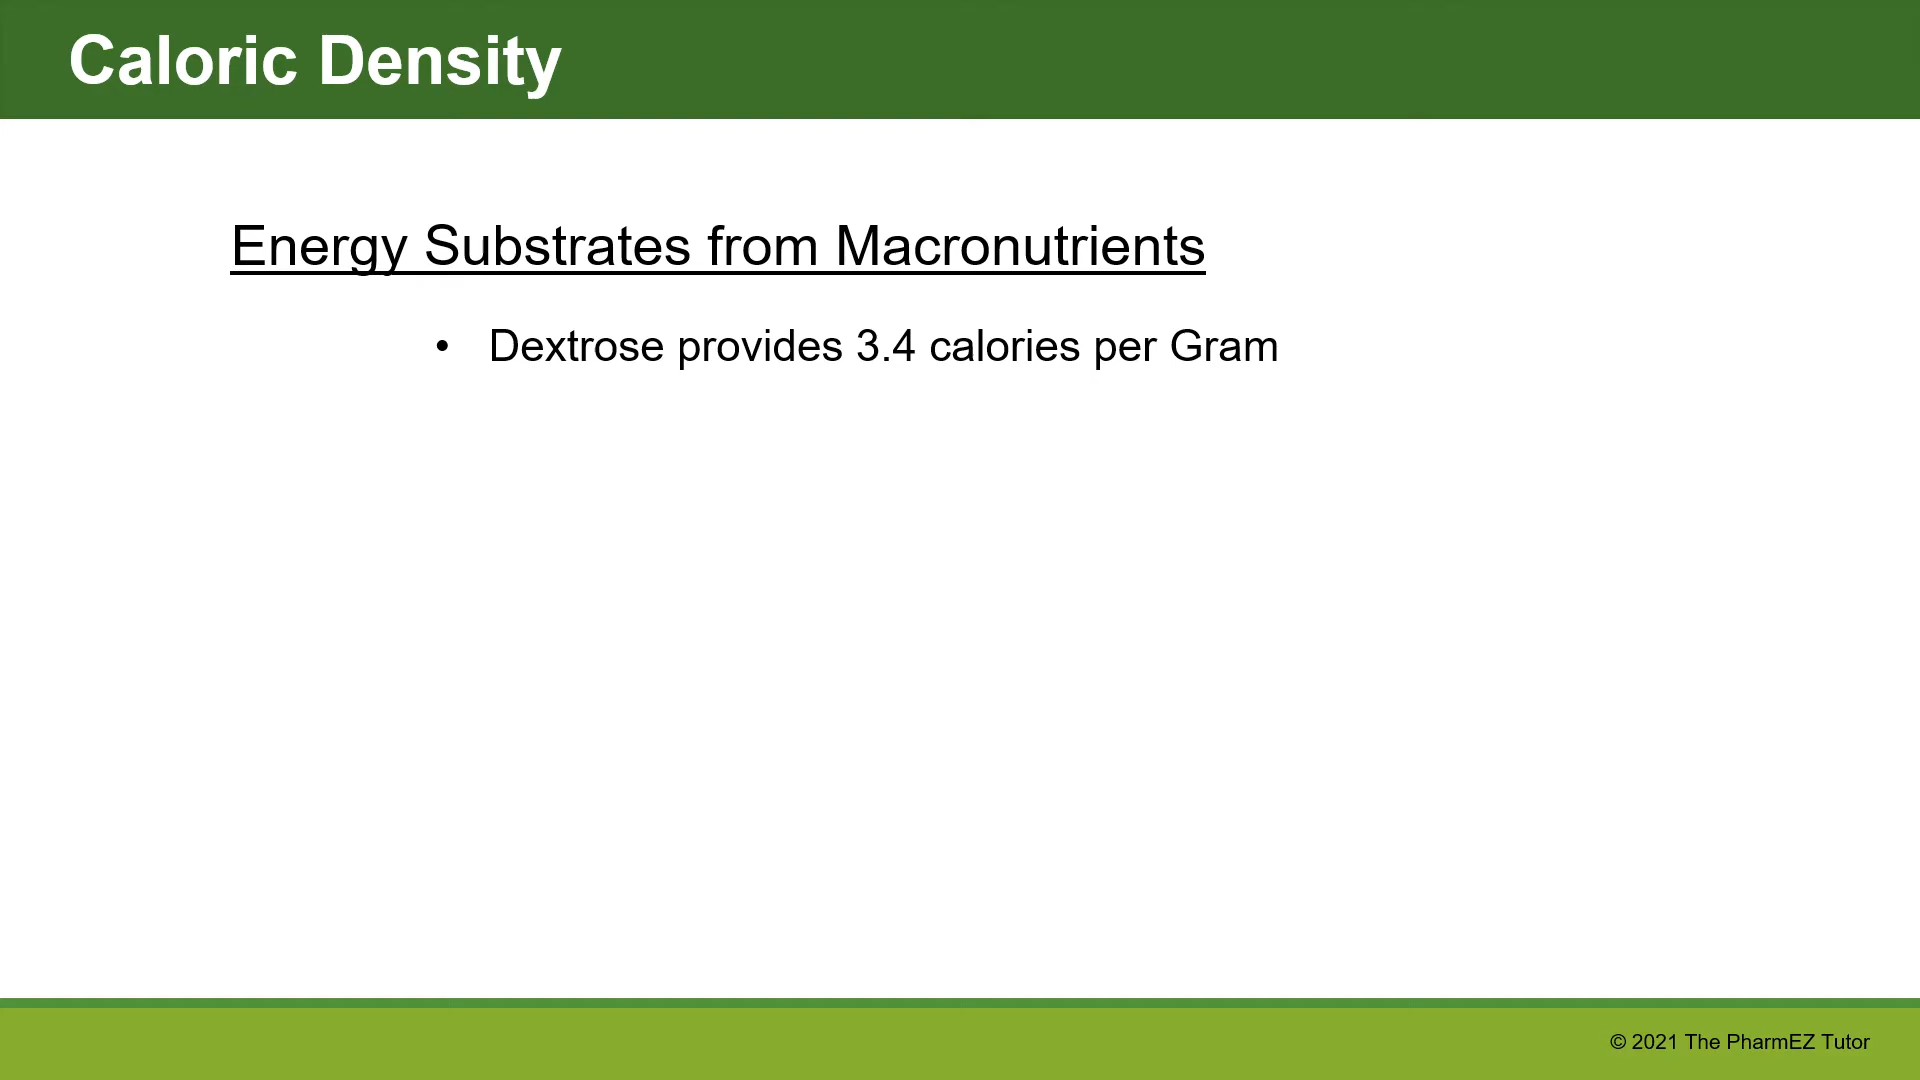 Caloric Density
Energy Substrates from Macronutrients
• Dextrose provides 3.4 calories per Gram
© 2021 The PharmEZ Tutor